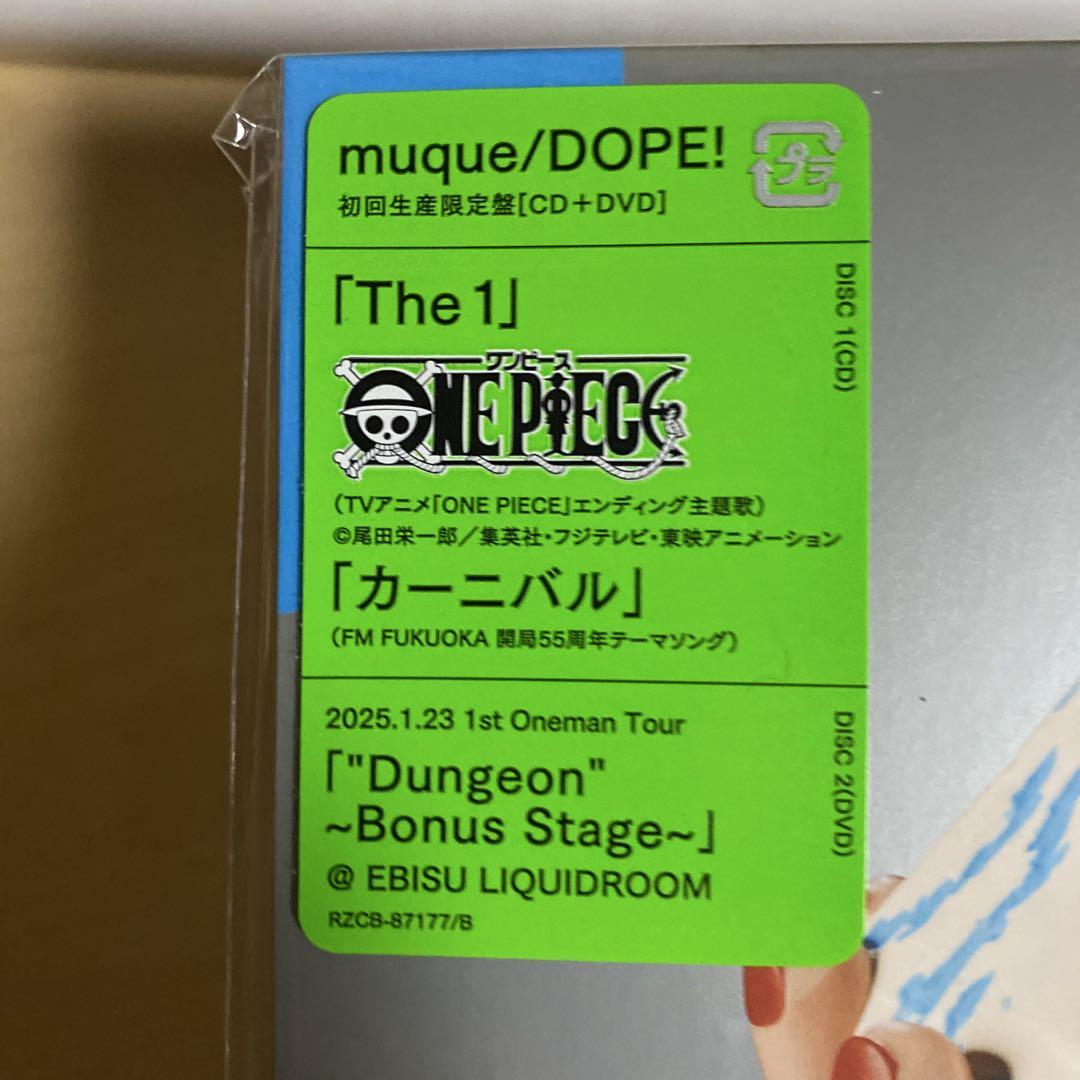 muque/DOPE!
プラ
初回生産限定盤[CD＋DVD]
DISC 1(CD)
「The 1」
ワンピース
ONE PIECE
（TVアニメ「ONE PIECE」エンディング主題歌）
©尾田栄一郎／集英社・フジテレビ・東映アニメーション
「カーニバル」
（FM FUKUOKA 開局55周年テーマソング）
DISC 2(DVD)
2025.1.23 1st Oneman Tour
「"Dungeon"
~Bonus Stage~」
@ EBISU LIQUIDROOM
RZCB-87177/B